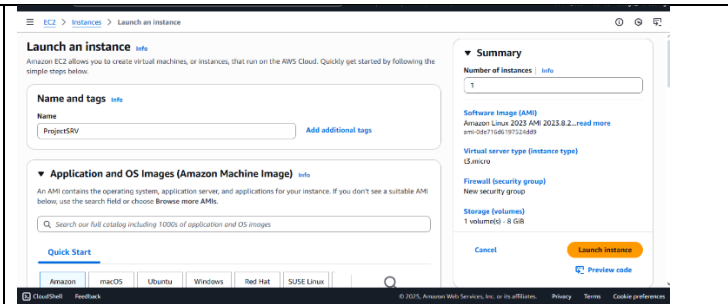 EC2 > Instances > Launch an instance
Launch an instance Info
Amazon EC2 allows you to create virtual machines, or instances, that run on the AWS Cloud. Quickly get started by following the
simple steps below.
Name and tags Info
Name
ProjectSRV
Add additional tags
▼ Application and OS Images (Amazon Machine Image) Info
An AMI contains the operating system, application server, and applications for your instance. If you don't see a suitable AMI
below, use the search field or choose Browse more AMIs.
Search our full catalog including 1000s of application and OS images
Quick Start
Amazon macOS Ubuntu Windows Red Hat SUSE Linux
▼ Summary
Number of instances Info
1
Software Image (AMI)
Amazon Linux 2023 AMI 2023.8.2...read more
ami-0de716d6197524dd9
Virtual server type (instance type)
t3.micro
Firewall (security group)
New security group
Storage (volumes)
1 volume(s) - 8 GiB
Cancel
Launch instance
Preview code
CloudShell Feedback
© 2025, Amazon Web Services, Inc. or its affiliates. Privacy Terms Cookie preferences